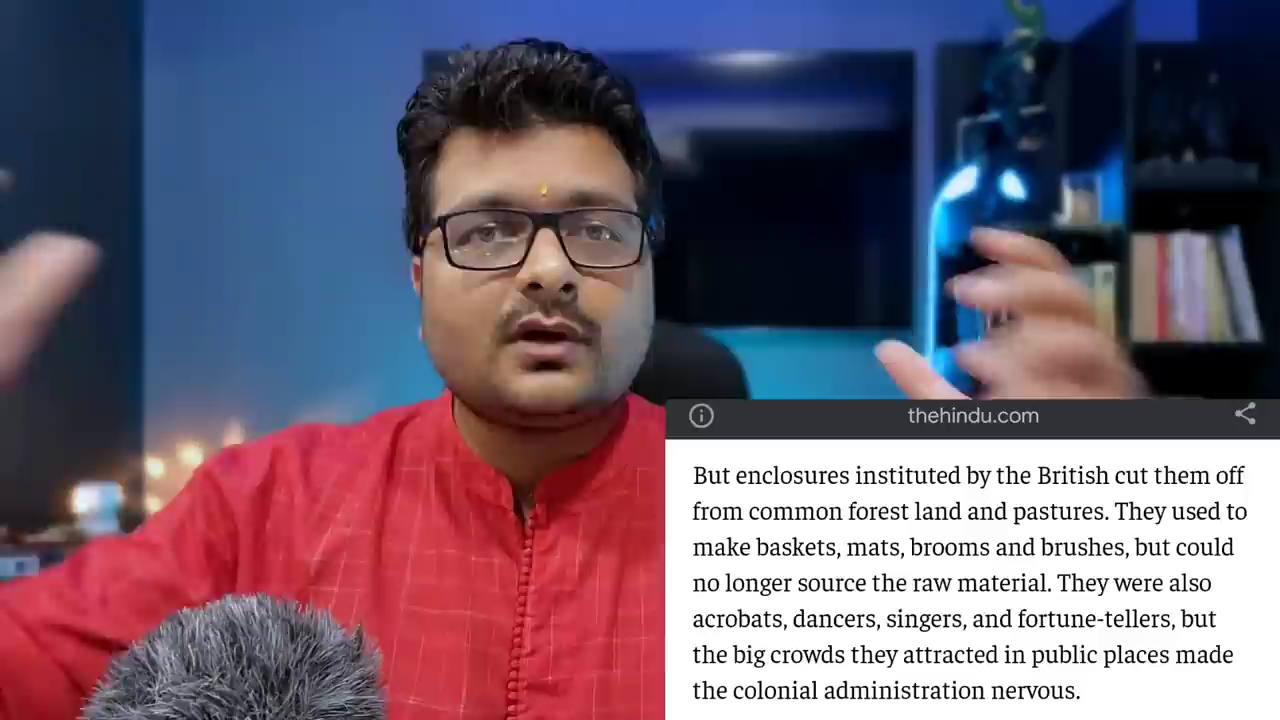 thehindu.com
But enclosures instituted by the British cut them off
from common forest land and pastures. They used to
make baskets, mats, brooms and brushes, but could
no longer source the raw material. They were also
acrobats, dancers, singers, and fortune-tellers, but
the big crowds they attracted in public places made
the colonial administration nervous.